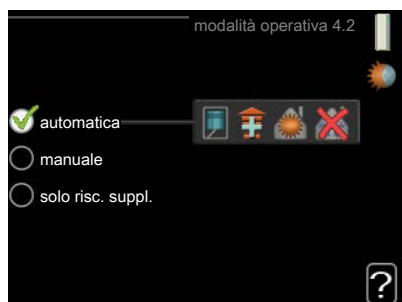 modalità operativa 4.2
automatica
manuale
solo risc. suppl.
?